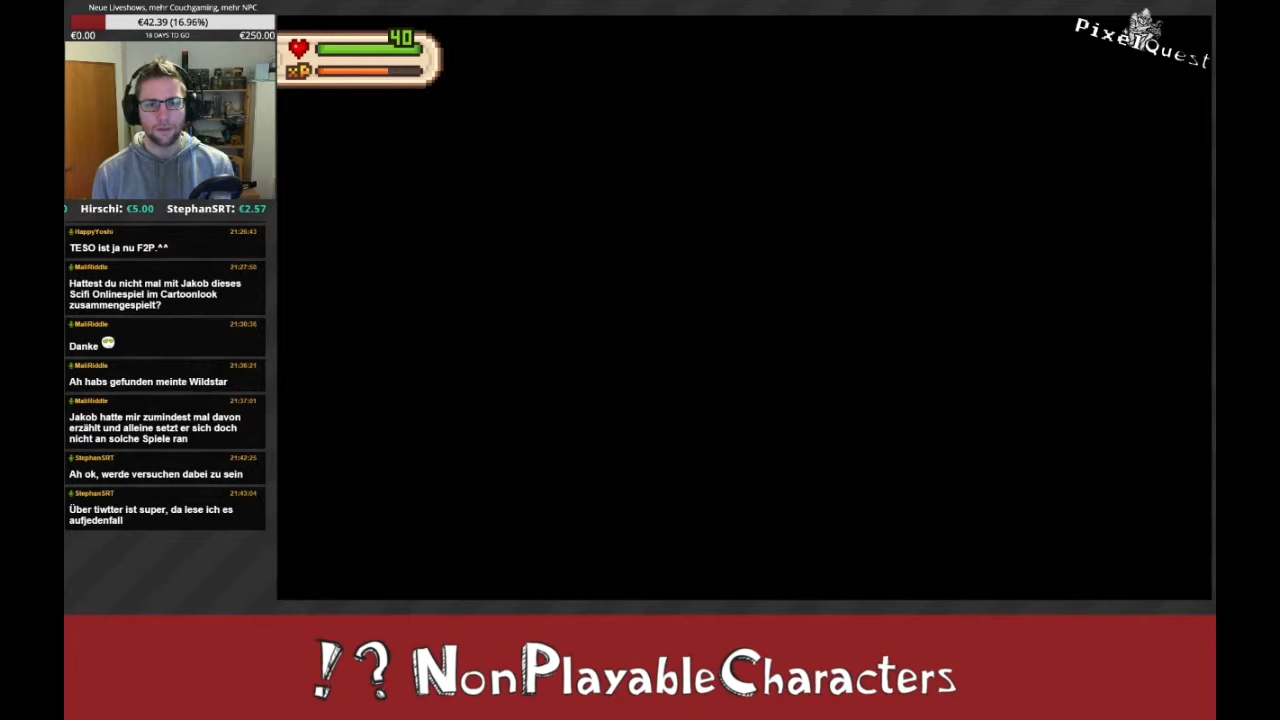 Neue Liveshows, mehr Couchgaming, mehr NPC
€42.39 (16.96%)
€0.00 18 DAYS TO GO €250.00
Hirschi: €5.00 StephanSRT: €2.57
HappyYoshi 21:26:43
TESO ist ja nu F2P.^^
MaliRiddle 21:27:50
Hattest du nicht mal mit Jakob dieses
Scifi Onlinespiel im Cartoonlook
zusammengespielt?
MaliRiddle 21:30:36
Danke
MaliRiddle 21:36:21
Ah habs gefunden meinte Wildstar
MaliRiddle 21:37:01
Jakob hatte mir zumindest mal davon
erzählt und alleine setzt er sich doch
nicht an solche Spiele ran
StephanSRT 21:42:25
Ah ok, werde versuchen dabei zu sein
StephanSRT 21:43:04
Über tiwtter ist super, da lese ich es
aufjedenfall
40
XP
PixelQuest
!? NonPlayableCharacters